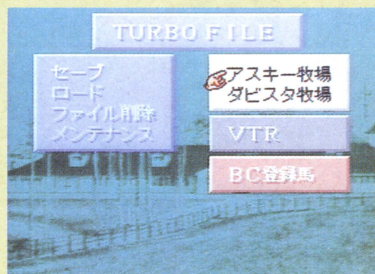 TURBO FILE
セーブ
ロード
ファイル削除
メンテナンス
アスキー牧場
ダビスタ牧場
VTR
BC登録馬